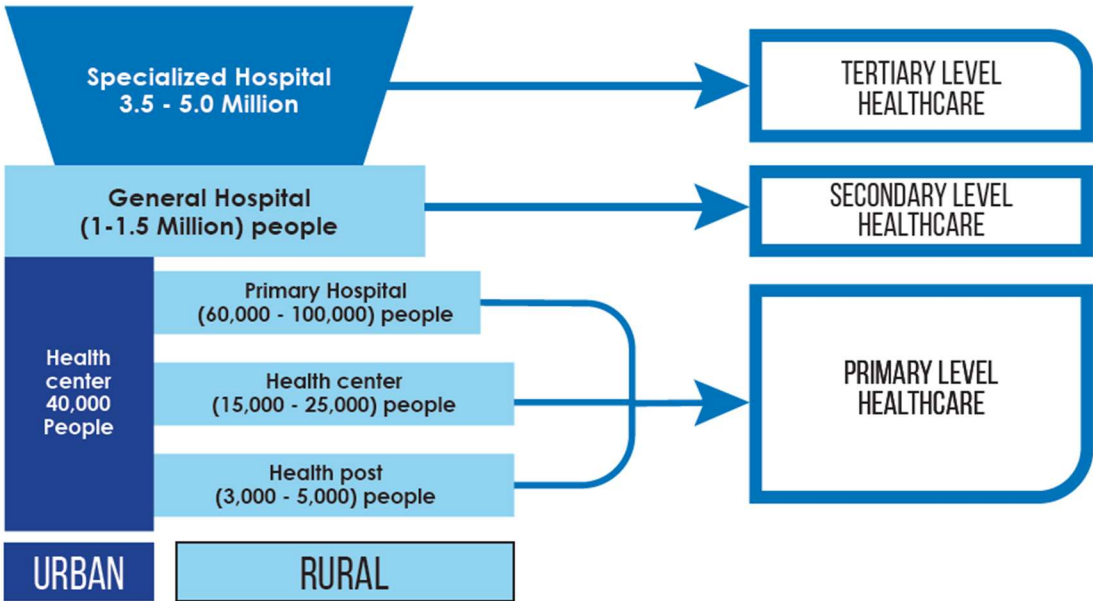 Specialized Hospital
3.5 - 5.0 Million
TERTIARY LEVEL
HEALTHCARE
General Hospital
(1-1.5 Million) people
SECONDARY LEVEL
HEALTHCARE
Health
center
40,000
People
Primary Hospital
(60,000 - 100,000) people
Health center
(15,000 - 25,000) people
Health post
(3,000 - 5,000) people
PRIMARY LEVEL
HEALTHCARE
URBAN
RURAL